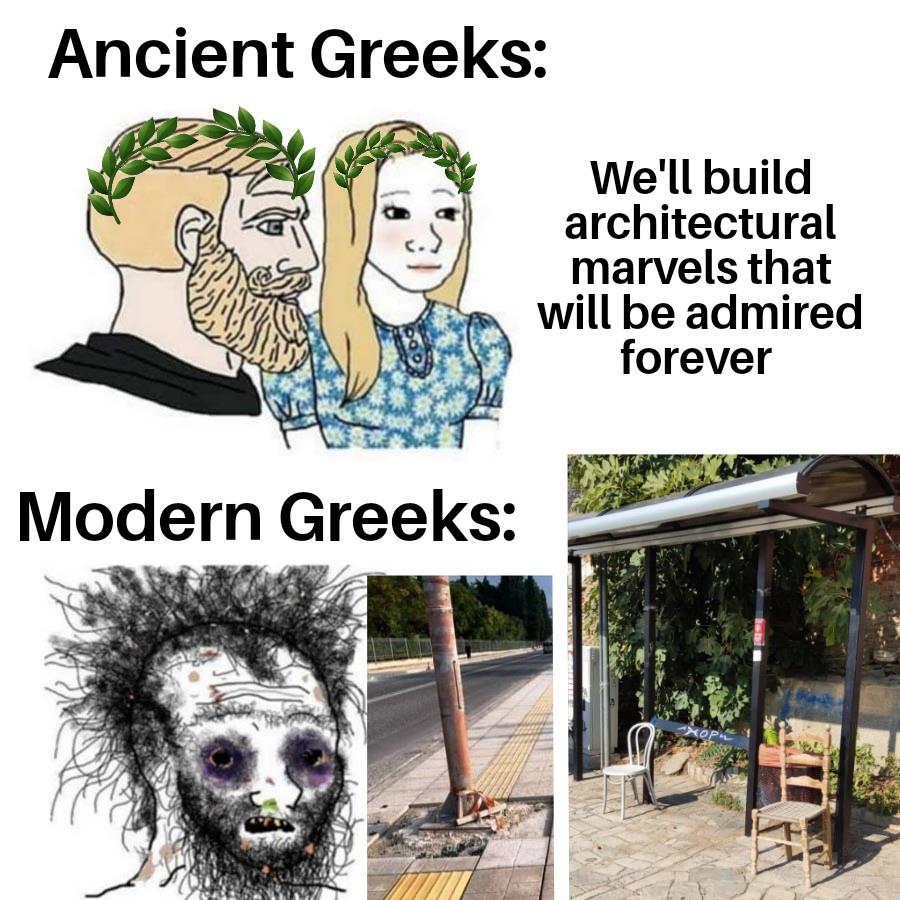 Ancient Greeks:
We'll build
architectural
marvels that
will be admired
forever
Modern Greeks: